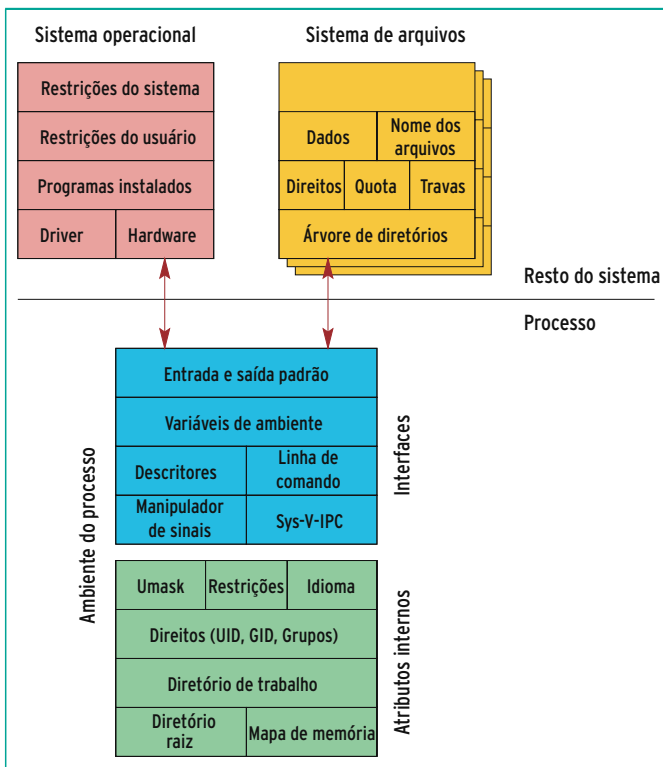 Sistema operacional
Restrições do sistema
Restrições do usuário
Programas instalados
Driver
Hardware
Sistema de arquivos
Dados
Nome dos
arquivos
Direitos
Quota
Travas
Árvore de diretórios
Resto do sistema
Processo
Ambiente do processo
Entrada e saída padrão
Variáveis de ambiente
Descritores
Linha de
comando
Manipulador
de sinais
Sys-V-IPC
Interfaces
Umask
Restrições
Idioma
Direitos (UID, GID, Grupos)
Diretório de trabalho
Diretório
raiz
Mapa de memória
Atributos internos